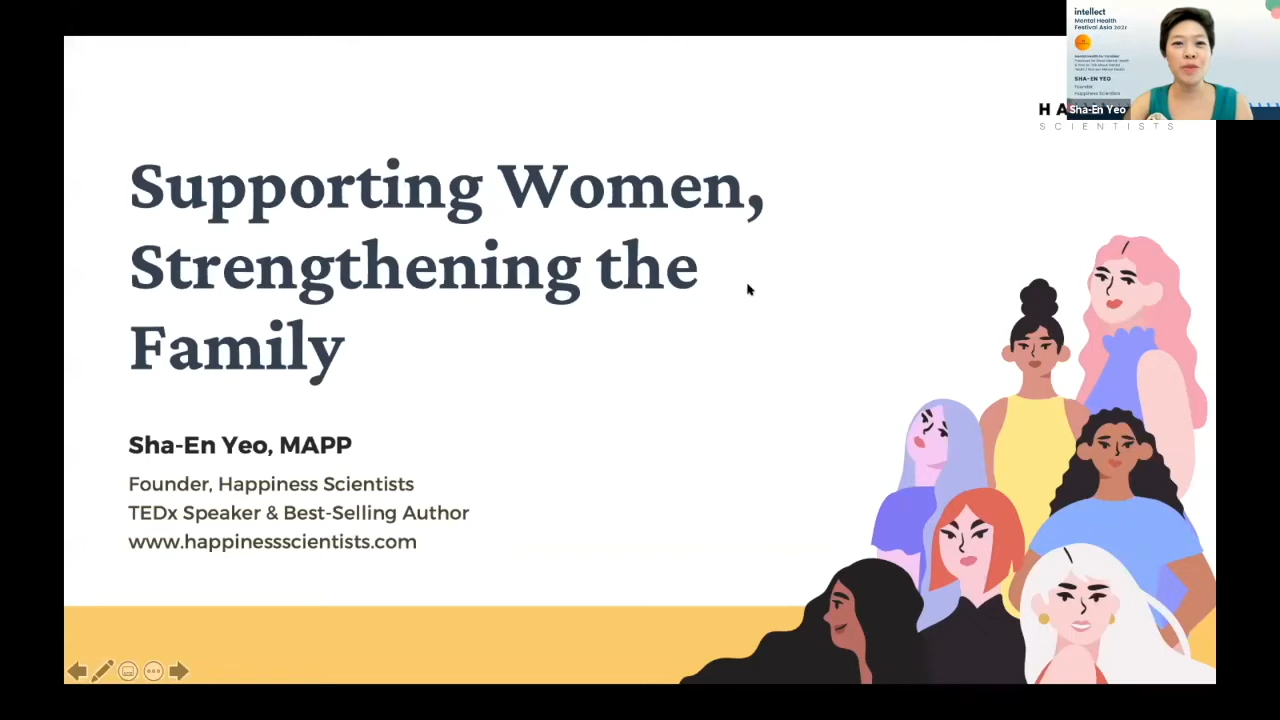 intellect
Mental Health
Festival Asia 2021
SHA-EN YEO
Founder
Happiness Scientists
Sha-En Yeo
SCIENTISTS
Supporting Women,
Strengthening the
Family
Sha-En Yeo, MAPP
Founder, Happiness Scientists
TEDx Speaker & Best-Selling Author
www.happinessscientists.com